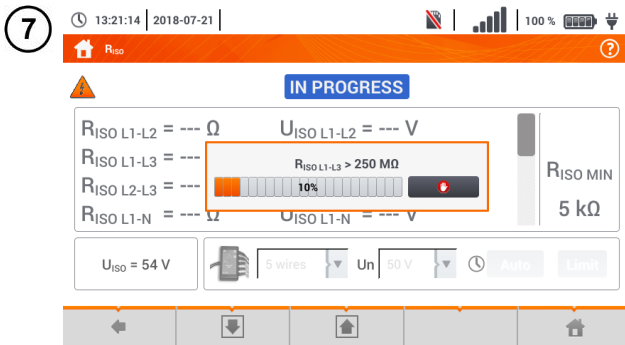 7
13:21:14 2018-07-21 100 %
RISO ?
IN PROGRESS
RISO L1-L2 = --- Ω UISO L1-L2 = --- V
RISO L1-L3 = ---
RISO L1-L3 > 250 MΩ
RISO MIN
RISO L2-L3 = ---
10%
RISO L1-N = --- Ω UISO L1-N = --- V
5 kΩ
UISO = 54 V 5 wires Un 50 V Auto Limit